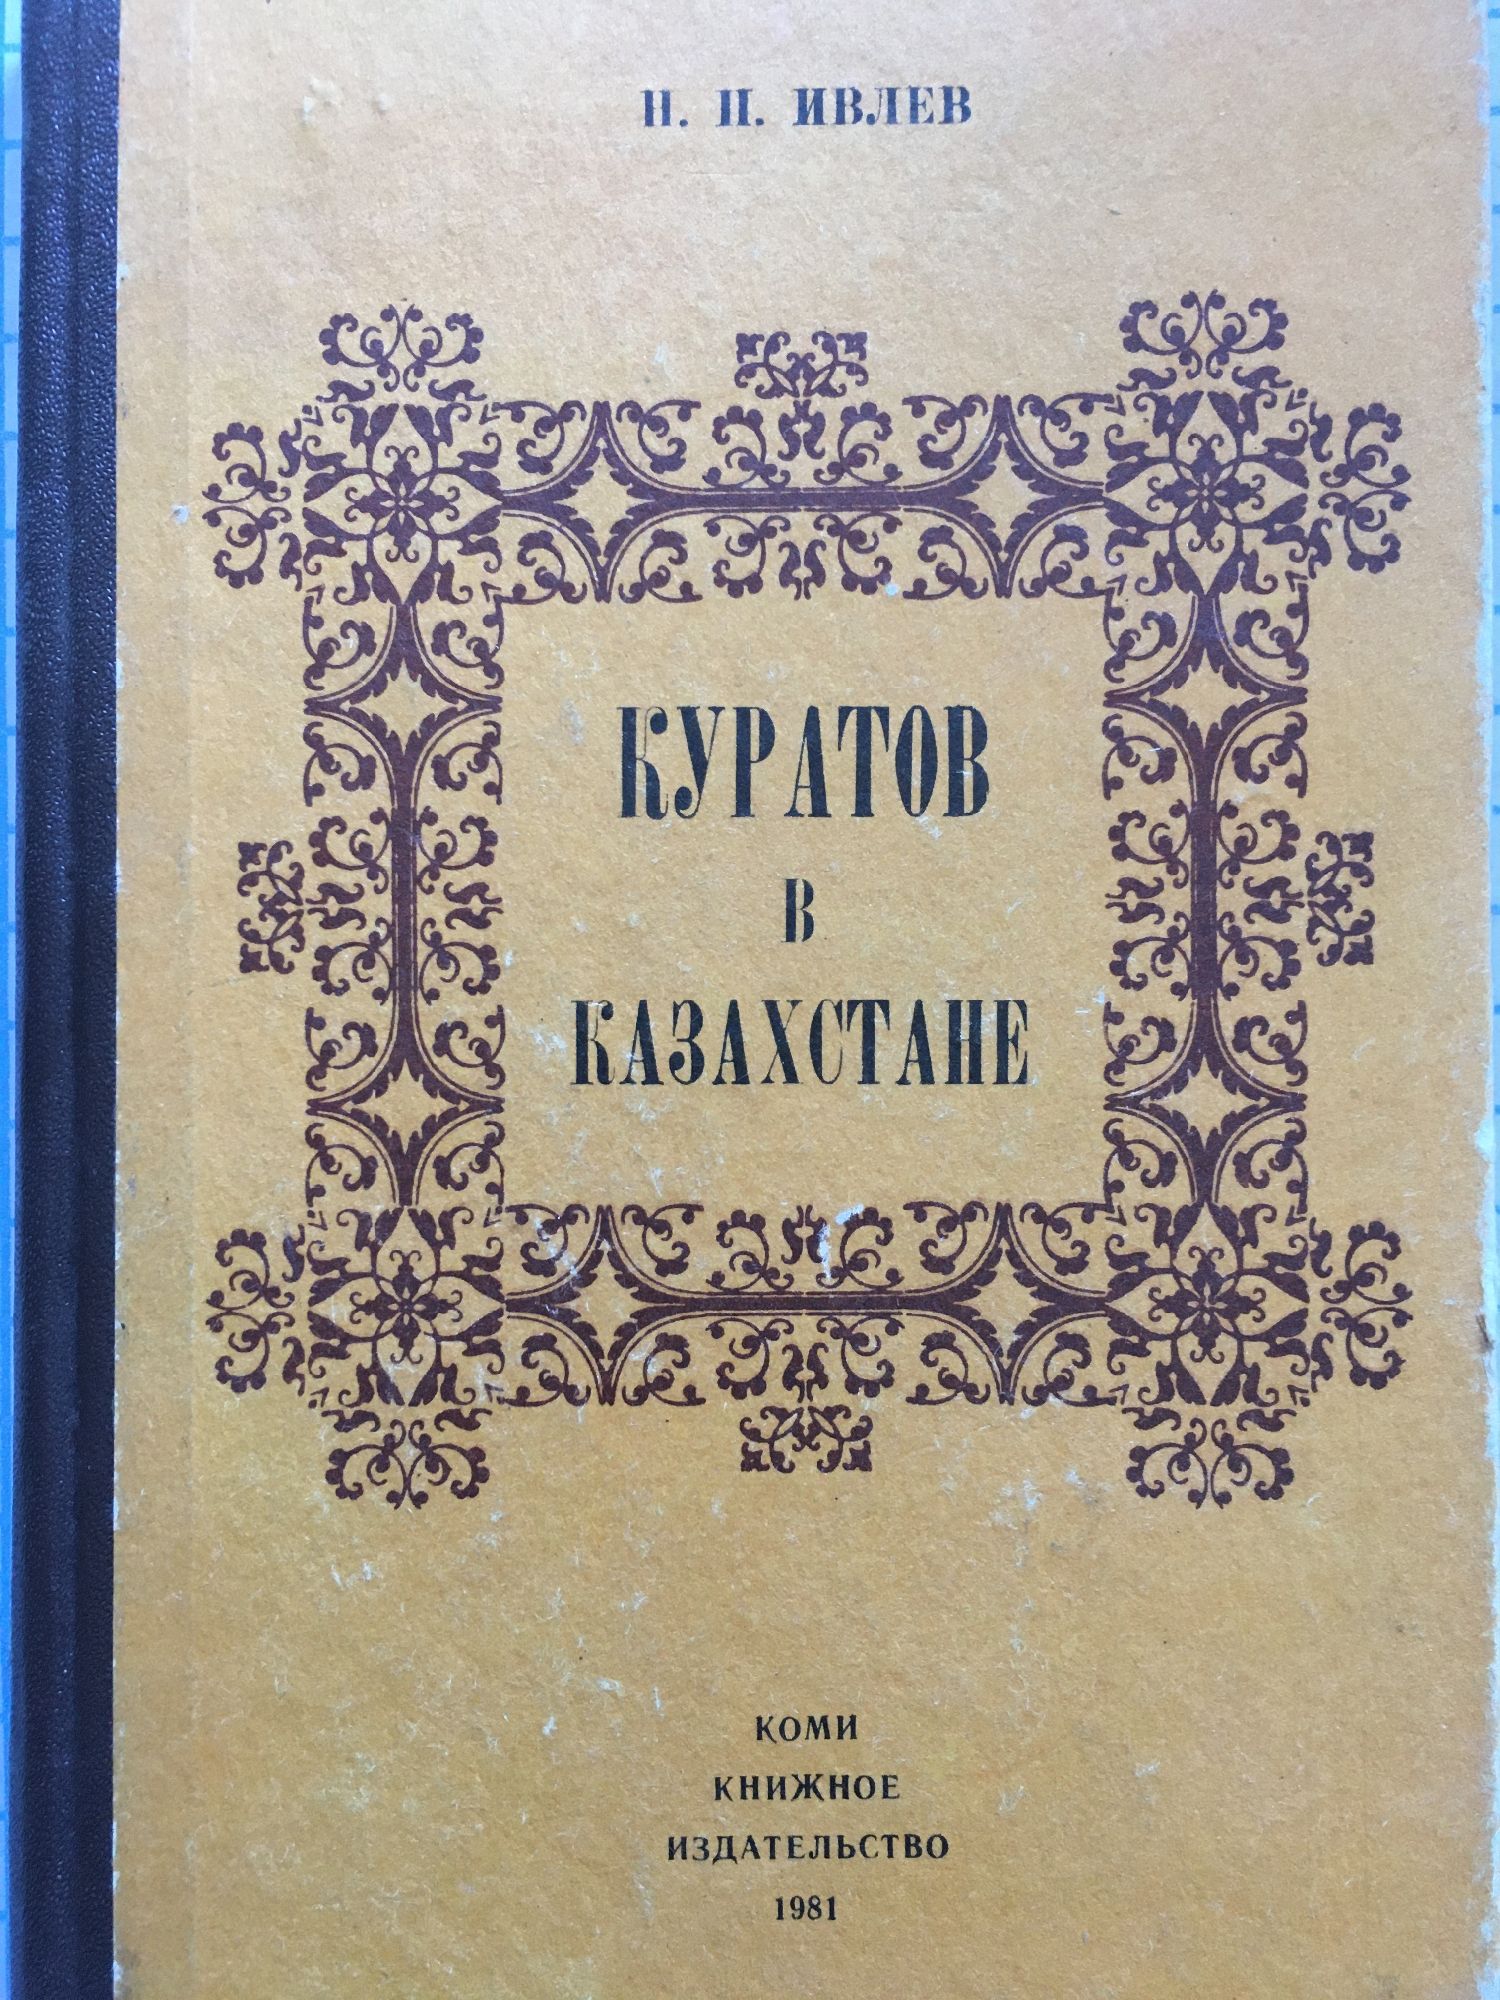 Н. П. ИВЛЕВ
КУРАТОВ
В
КАЗАХСТАНЕ
КОМИ
КНИЖНОЕ
ИЗДАТЕЛЬСТВО
1981